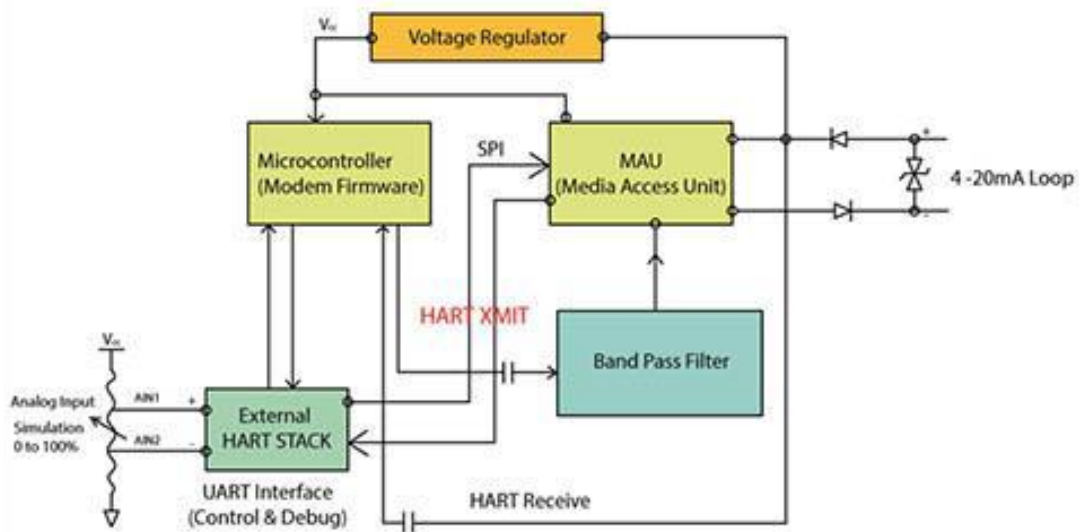 Vcc
Voltage Regulator
Microcontroller
(Modem Firmware)
SPI
MAU
(Media Access Unit)
+
-
4 -20mA Loop
HART XMIT
Band Pass Filter
Vcc
Analog Input
Simulation
0 to 100%
AIN1
+
AIN2
-
External
HART STACK
UART Interface
(Control & Debug)
HART Receive